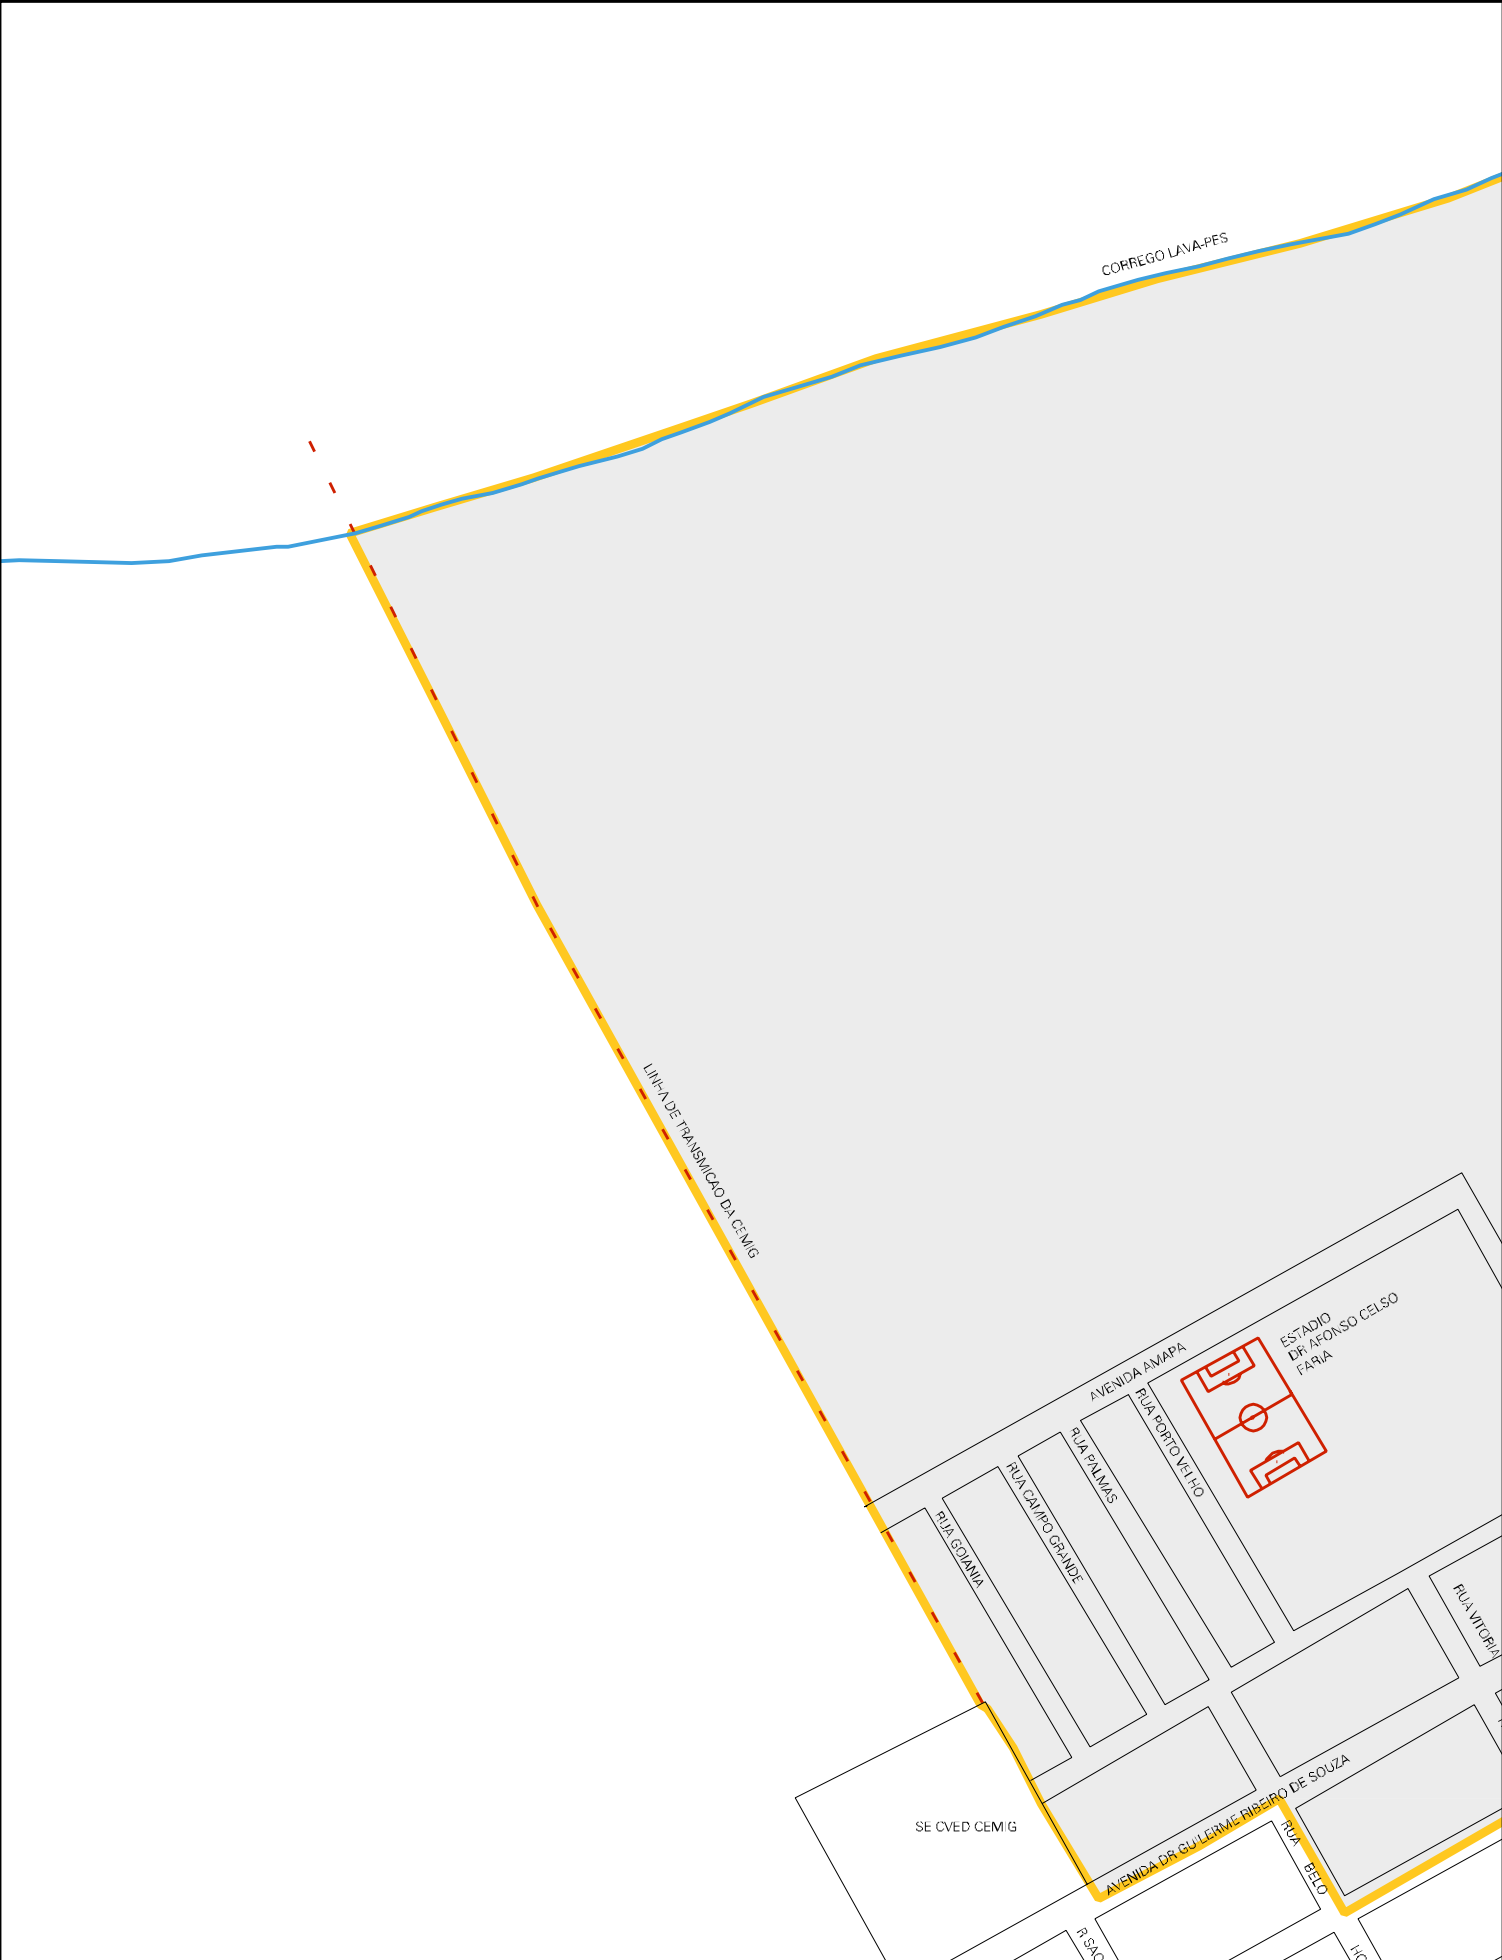 CORREGO LAVA-PES
LINHA DE TRANSMICAO DA CEMIG
ESTADIO
DR AFONSO CELSO
FARIA
AVENIDA AMAPA
RUA PORTO VELHO
RUA PALMAS
RUA CAMPO GRANDE
RUA GOIANIA
RUA VITORIA
AVENIDA DR GUILERME RIBEIRO DE SOUZA
SE CVED CEMIG
RUA
BELO
HO
R SAO